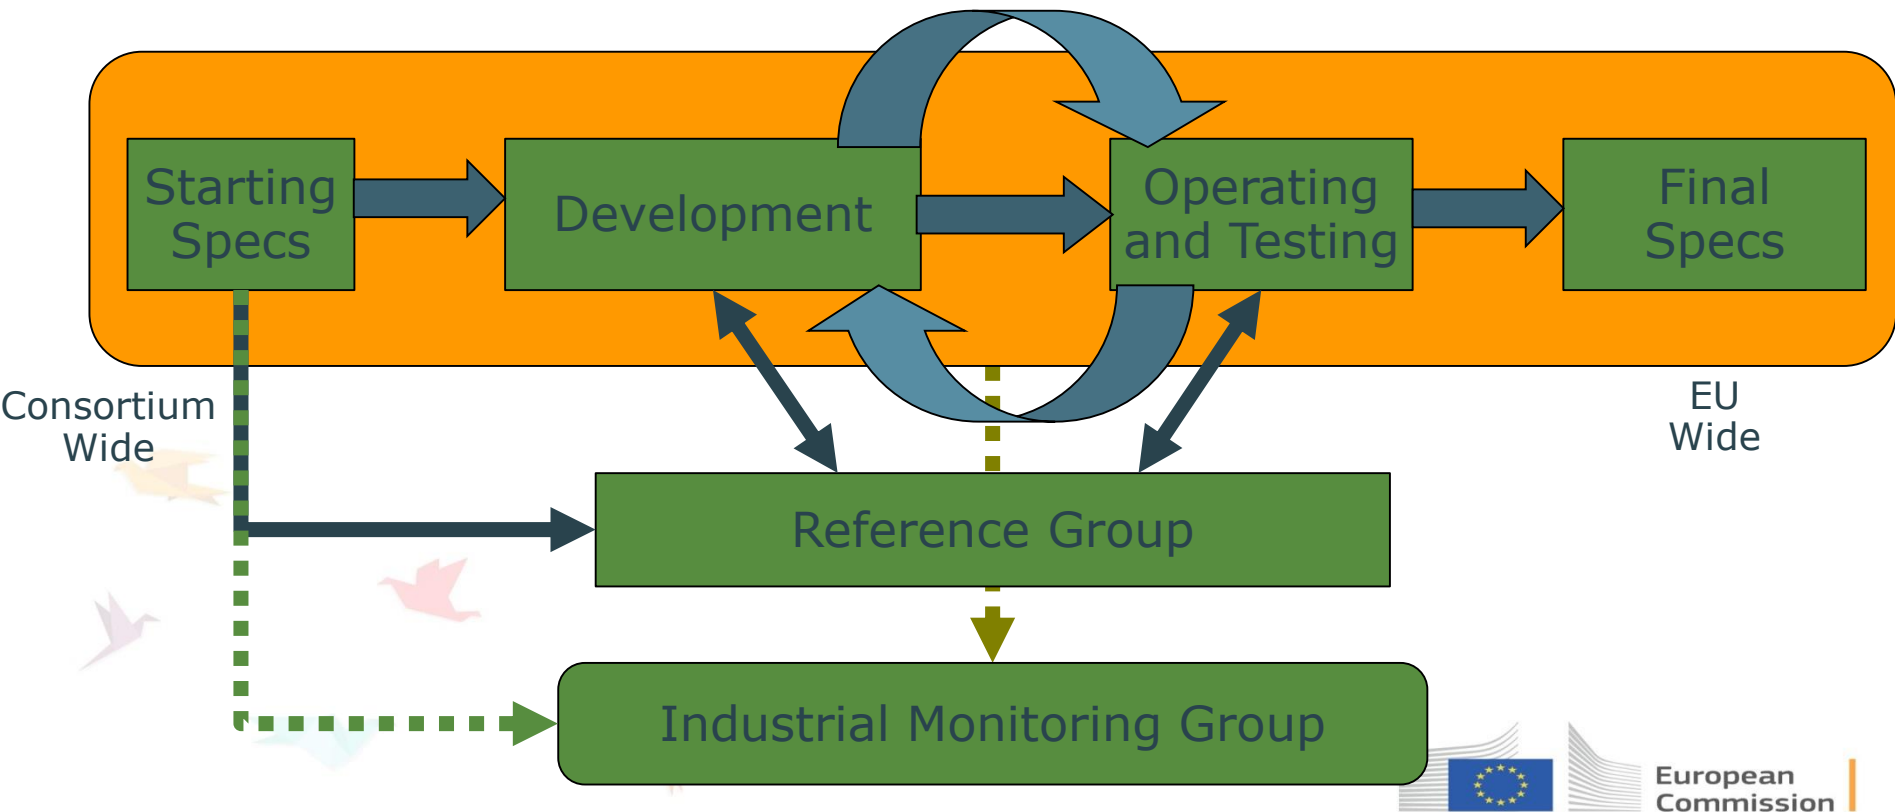 Starting
Specs
Development
Operating
and Testing
Final
Specs
Consortium
Wide
EU
Wide
Reference Group
Industrial Monitoring Group
European
Commission